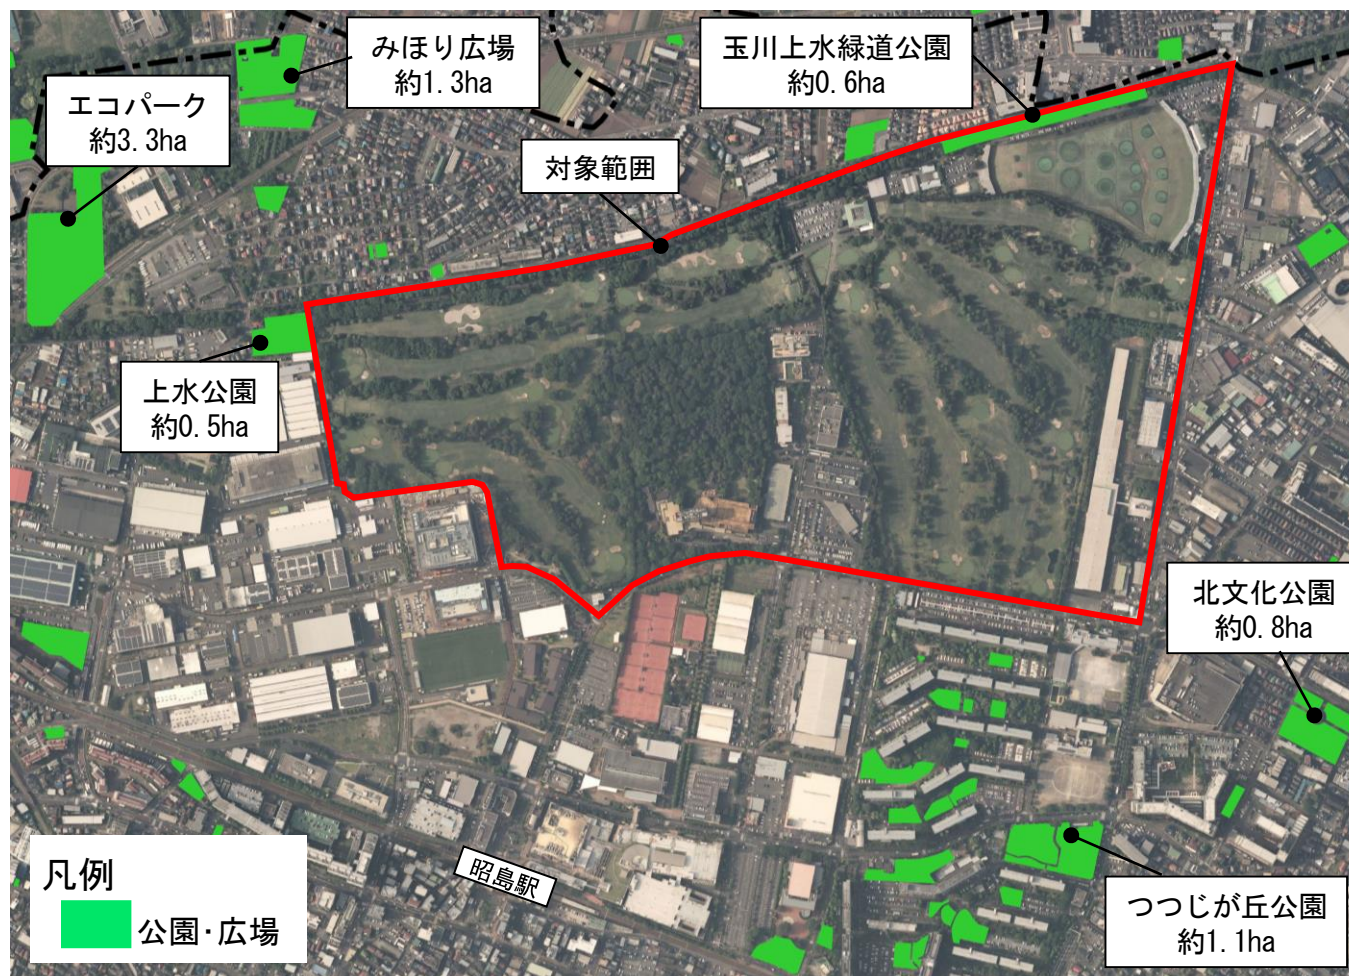 みほり広場
約1.3ha
玉川上水緑道公園
約0.6ha
エコパーク
約3.3ha
対象範囲
上水公園
約0.5ha
北文化公園
約0.8ha
昭島駅
つつじが丘公園
約1.1ha
凡例
公園・広場